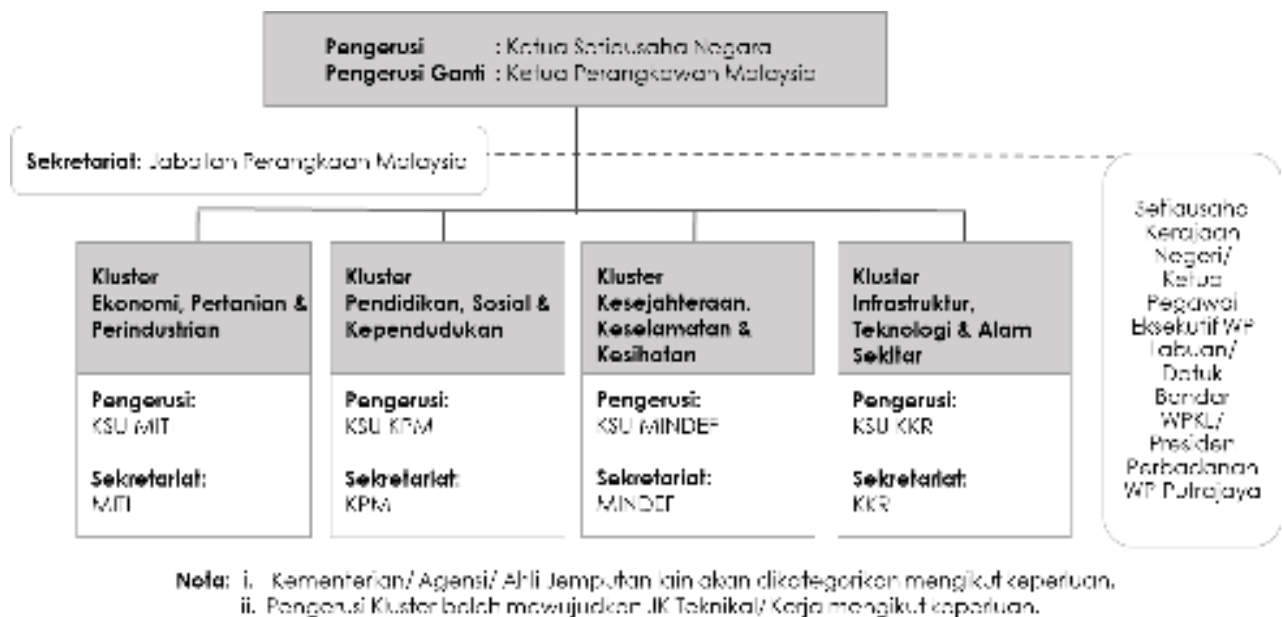 Pengerusi : Ketua Setiausaha Negara
Pengerusi Ganti : Ketua Perangkawan Malaysia
Sekretariat: Jabatan Perangkaan Malaysia
Setiausaha
Kerajaan
Negeri/
Ketua
Pegawai
Eksekutif WP
Labuan/
Datuk
Bandar
WPKL/
Presiden
Perbadanan
WP Putrajaya
Kluster
Ekonomi, Pertanian &
Perindustrian
Pengerusi:
KSU MITI
Sekretariat:
MITI
Kluster
Pendidikan, Sosial &
Kependudukan
Pengerusi:
KSU KPM
Sekretariat:
KPM
Kluster
Kesejahteraan,
Keselamatan &
Kesihatan
Pengerusi:
KSU MINDEF
Sekretariat:
MINDEF
Kluster
Infrastruktur,
Teknologi & Alam
Sekitar
Pengerusi:
KSU KKR
Sekretariat:
KKR
Nota: i. Kementerian/ Agensi/ Ahli Jemputan lain akan dikategorikan mengikut keperluan.
ii. Pengerusi Kluster boleh mewujudkan JK Teknikal/ Kerja mengikut keperluan.